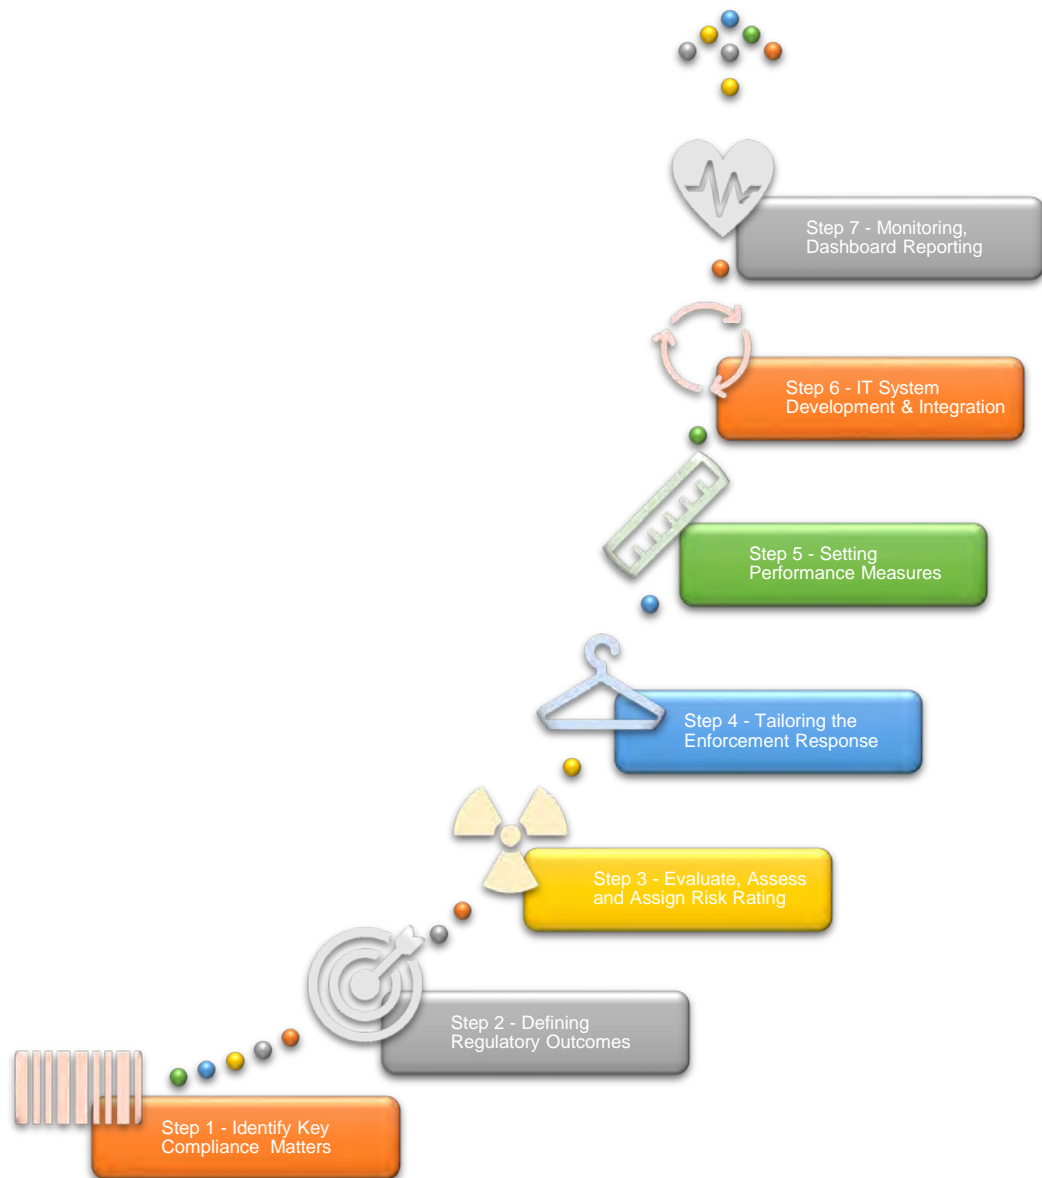 Step 7 - Monitoring,
Dashboard Reporting
Step 6 - IT System
Development & Integration
Step 5 - Setting
Performance Measures
Step 4 - Tailoring the
Enforcement Response
Step 3 - Evaluate, Assess
and Assign Risk Rating
Step 2 - Defining
Regulatory Outcomes
Step 1 - Identify Key
Compliance  Matters